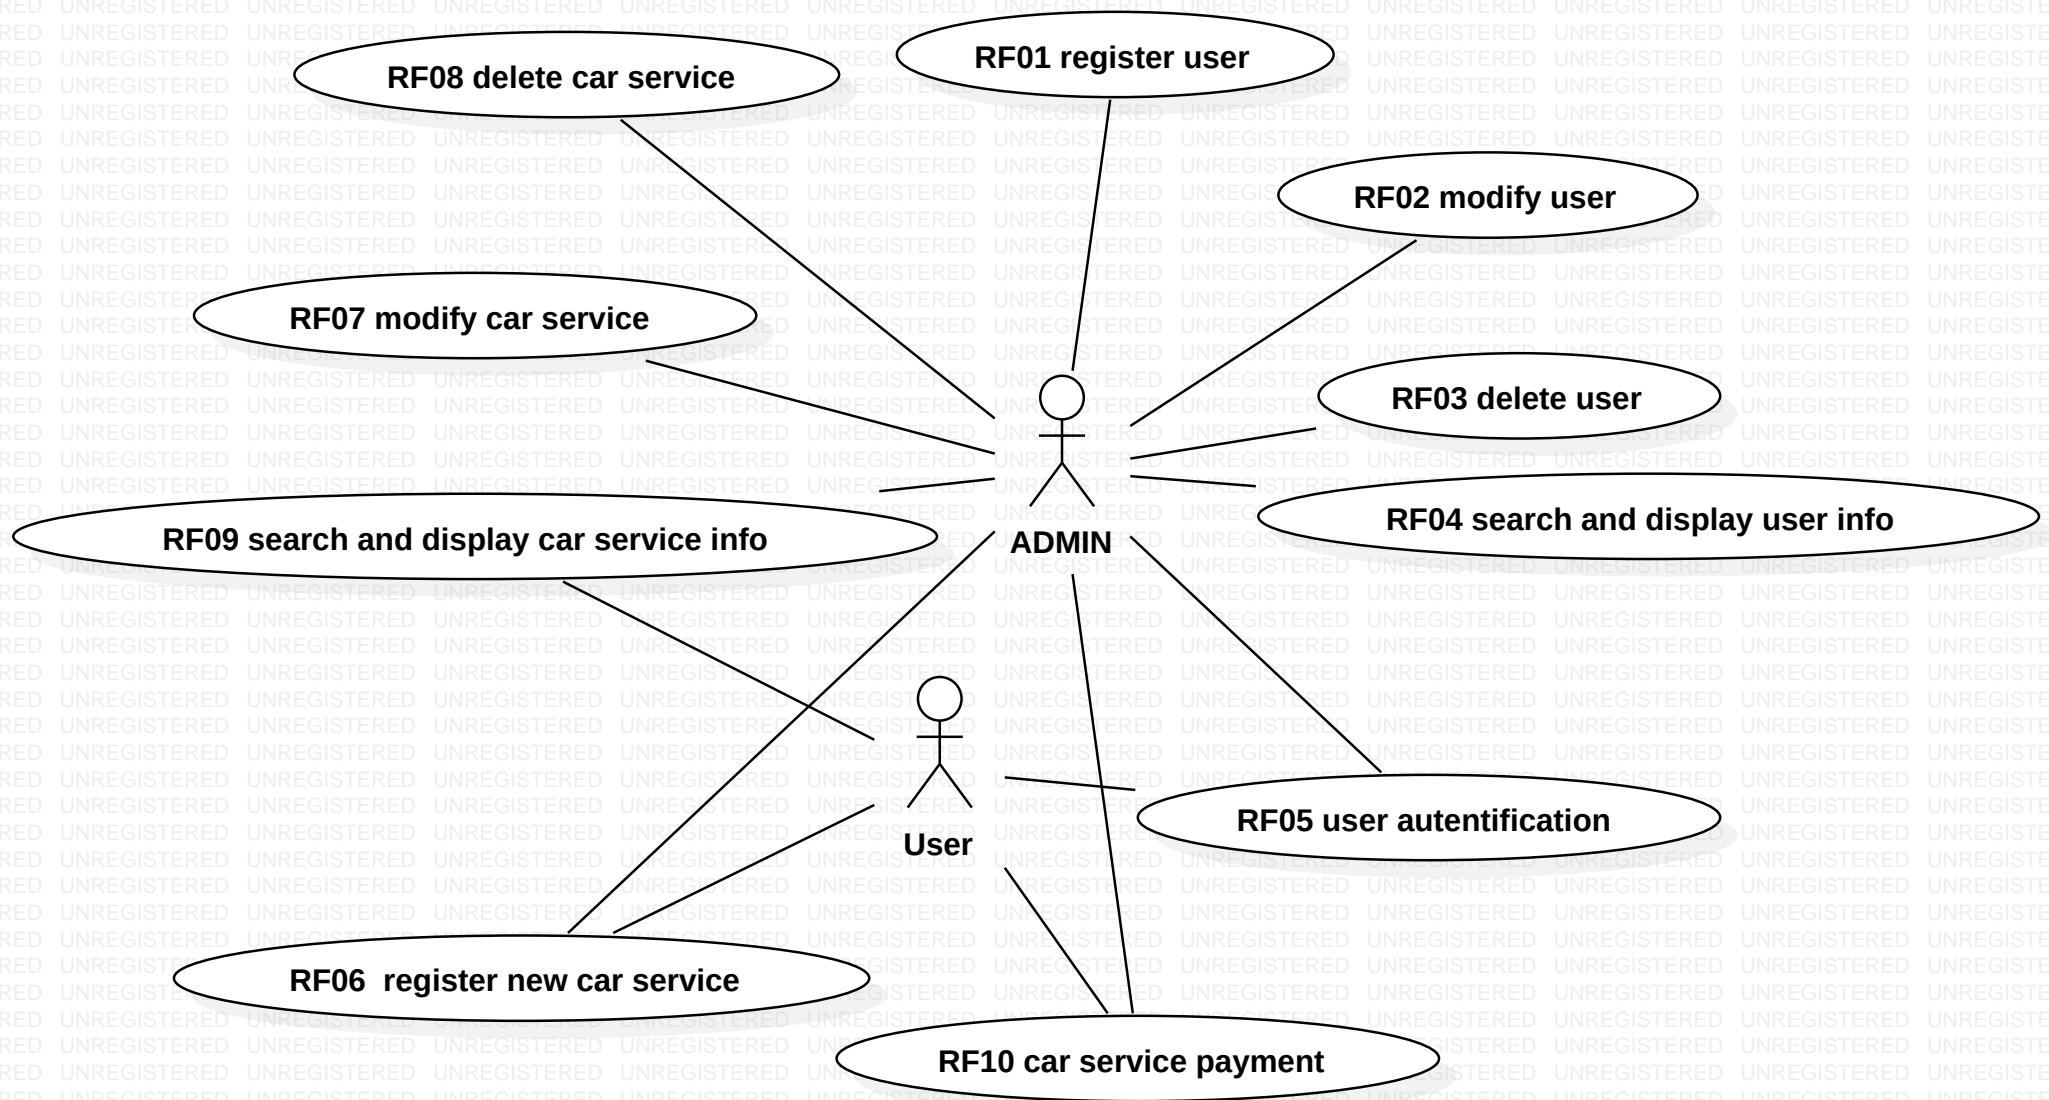 RF08 delete car service
RF01 register user
RF02 modify user
RF07 modify car service
RF03 delete user
RF09 search and display car service info
ADMIN
RF04 search and display user info
User
RF05 user autentification
RF06  register new car service
RF10 car service payment
UNREGISTERED